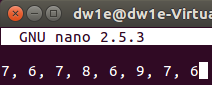 dw1e@dw1e-Virtua
GNU nano 2.5.3
7, 6, 7, 8, 6, 9, 7, 6